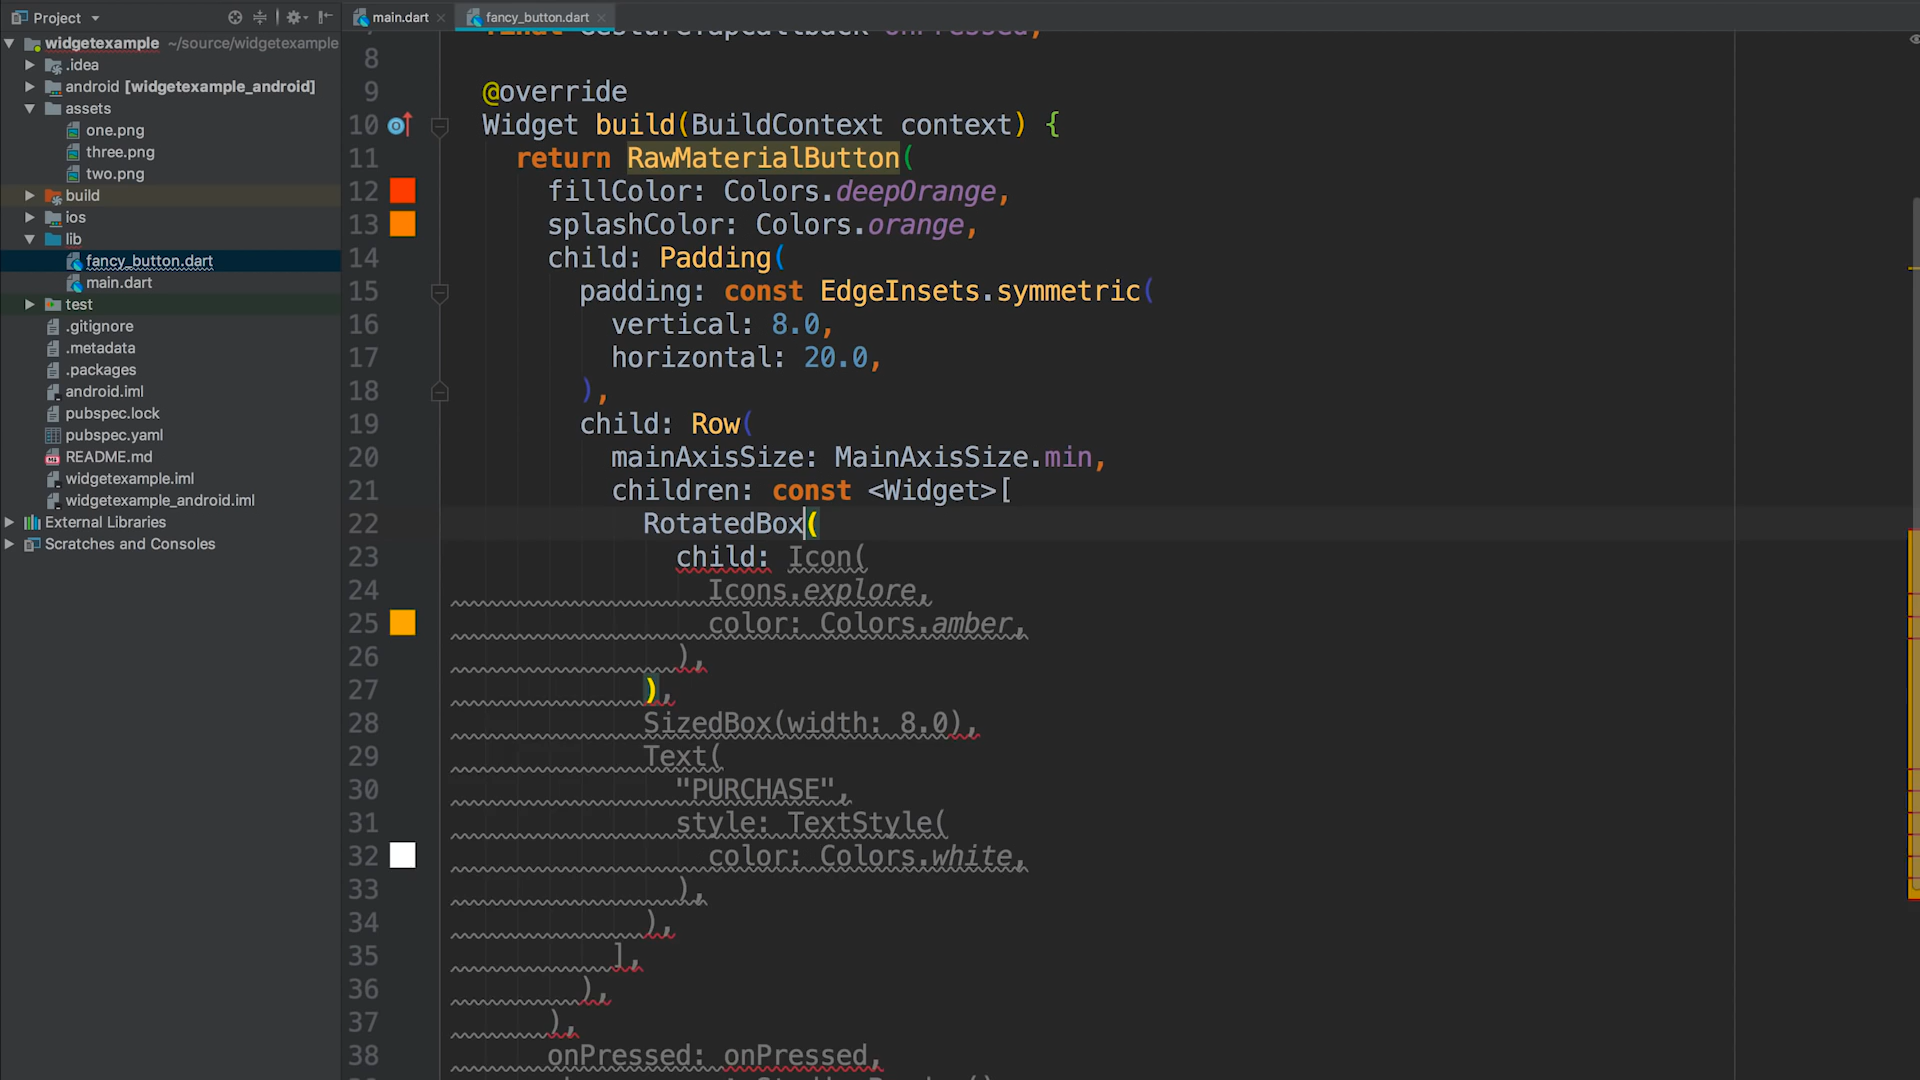 Project
main.dart
fancy_button.dart
widgetexample ~/source/widgetexample
.idea
android [widgetexample_android]
assets
one.png
three.png
two.png
build
ios
lib
fancy_button.dart
main.dart
test
.gitignore
.metadata
.packages
android.iml
pubspec.lock
pubspec.yaml
README.md
widgetexample.iml
widgetexample_android.iml
External Libraries
Scratches and Consoles
8
9 @override
10 Widget build(BuildContext context) {
11 return RawMaterialButton(
12 fillColor: Colors.deepOrange,
13 splashColor: Colors.orange,
14 child: Padding(
15 padding: const EdgeInsets.symmetric(
16 vertical: 8.0,
17 horizontal: 20.0,
18 ),
19 child: Row(
20 mainAxisSize: MainAxisSize.min,
21 children: const <Widget>[
22 RotatedBox(
23 child: Icon(
24 Icons.explore,
25 color: Colors.amber,
26 ),
27 ),
28 SizedBox(width: 8.0),
29 Text(
30 "PURCHASE",
31 style: TextStyle(
32 color: Colors.white,
33 ),
34 ),
35 ],
36 ),
37 ),
38 onPressed: onPressed,